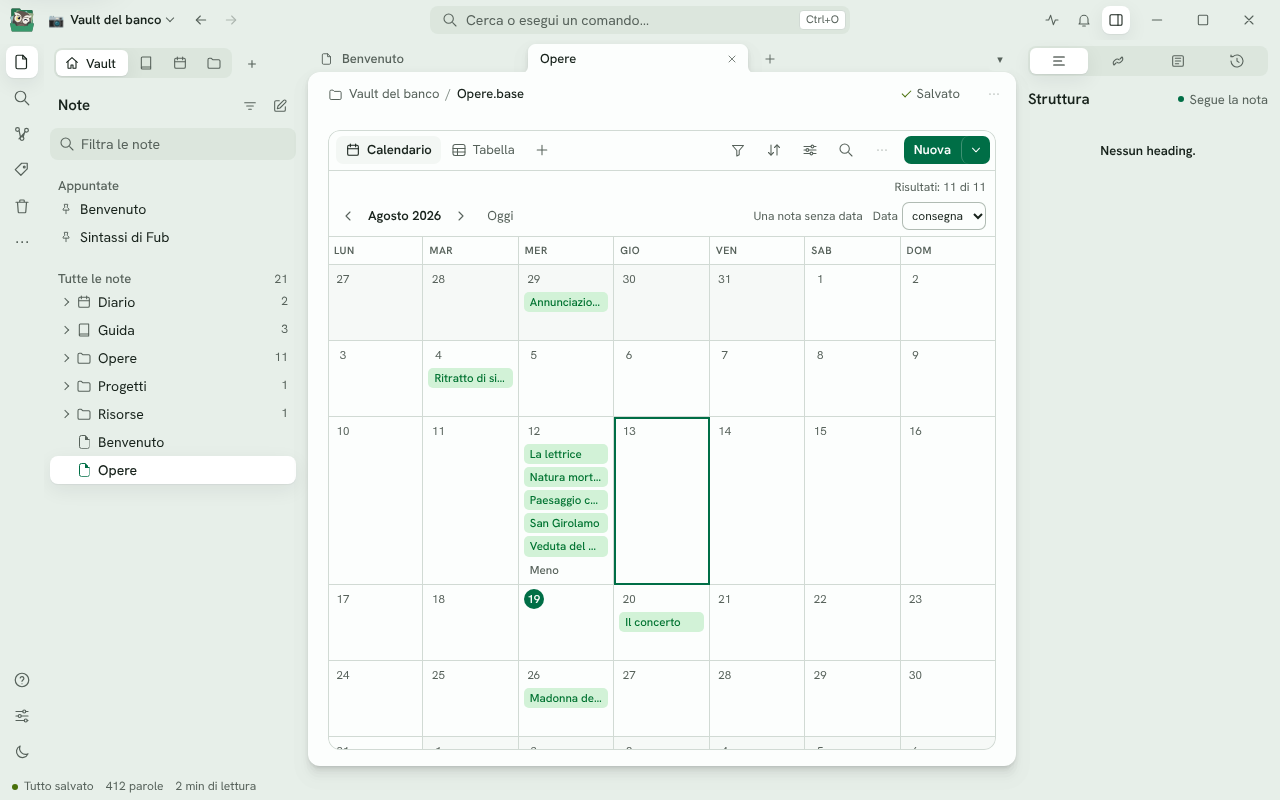 Vault del banco
Cerca o esegui un comando...
Ctrl+O
Vault
Benvenuto
Opere
Note
Filtra le note
Appuntate
Benvenuto
Sintassi di Fub
Tutte le note 21
Diario 2
Guida 3
Opere 11
Progetti 1
Risorse 1
Benvenuto
Opere
Vault del banco / Opere.base
Salvato
Calendario
Tabella
Nuova
Risultati: 11 di 11
Agosto 2026
Oggi
Una nota senza data
Data
consegna
LUN MAR MER GIO VEN SAB DOM
27 28 29 30 31 1 2
Annunciazio...
3 4 5 6 7 8 9
Ritratto di si...
10 11 12 13 14 15 16
La lettrice
Natura mort...
Paesaggio c...
San Girolamo
Veduta del ...
Meno
17 18 19 20 21 22 23
Il concerto
24 25 26 27 28 29 30
Madonna de...
Struttura
Segue la nota
Nessun heading.
Tutto salvato 412 parole 2 min di lettura